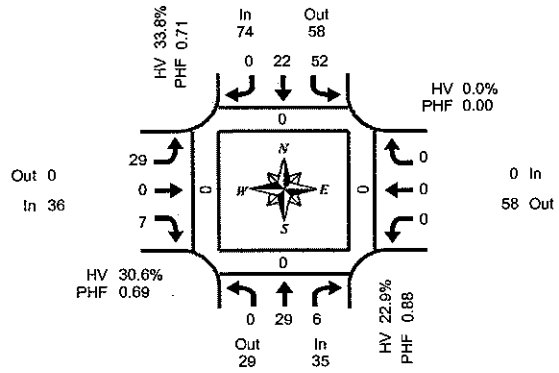 HV 33.8%
PHF 0.71
In
74
Out
58
0 22 52
HV 0.0%
PHF 0.00
0
Out 0
In 36
29
0
7
0
N
W E
S
0
0
0
0
0 In
58 Out
0
HV 30.6%
PHF 0.69
0 29 6
Out
29
In
35
HV 22.9%
PHF 0.88